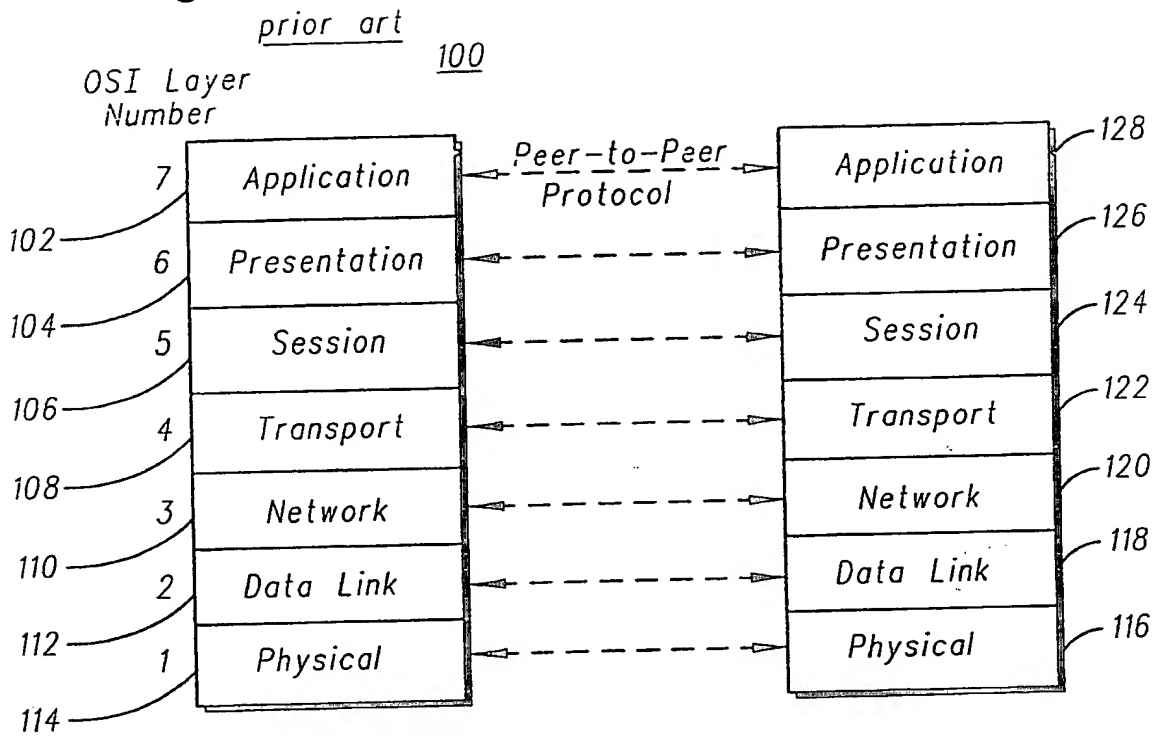 prior art
100
OSI Layer
Number
7 Application
Peer-to-Peer
Protocol
Application 128
102
6 Presentation
Presentation 126
104
5 Session
Session 124
106
4 Transport
Transport 122
108
3 Network
Network 120
110
2 Data Link
Data Link 118
112
1 Physical
Physical 116
114